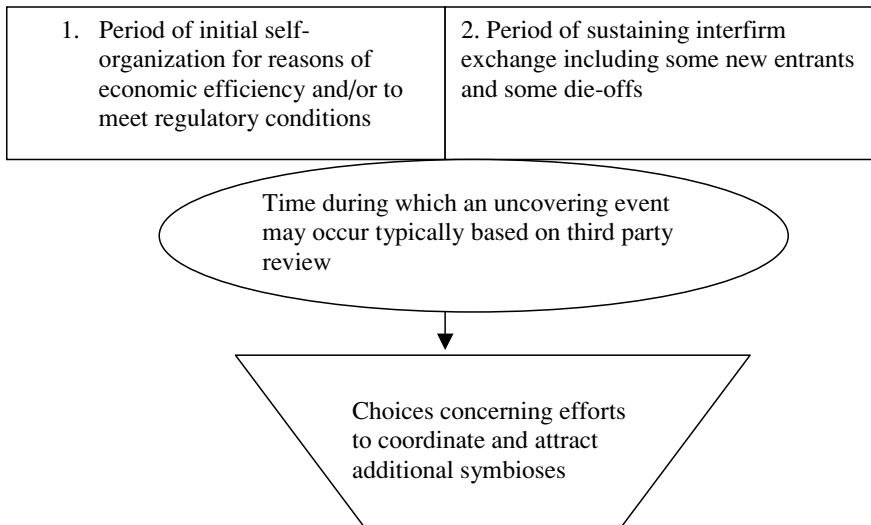 1. Period of initial self-
organization for reasons of
economic efficiency and/or to
meet regulatory conditions
2. Period of sustaining interfirm
exchange including some new entrants
and some die-offs
Time during which an uncovering event
may occur typically based on third party
review
Choices concerning efforts
to coordinate and attract
additional symbioses